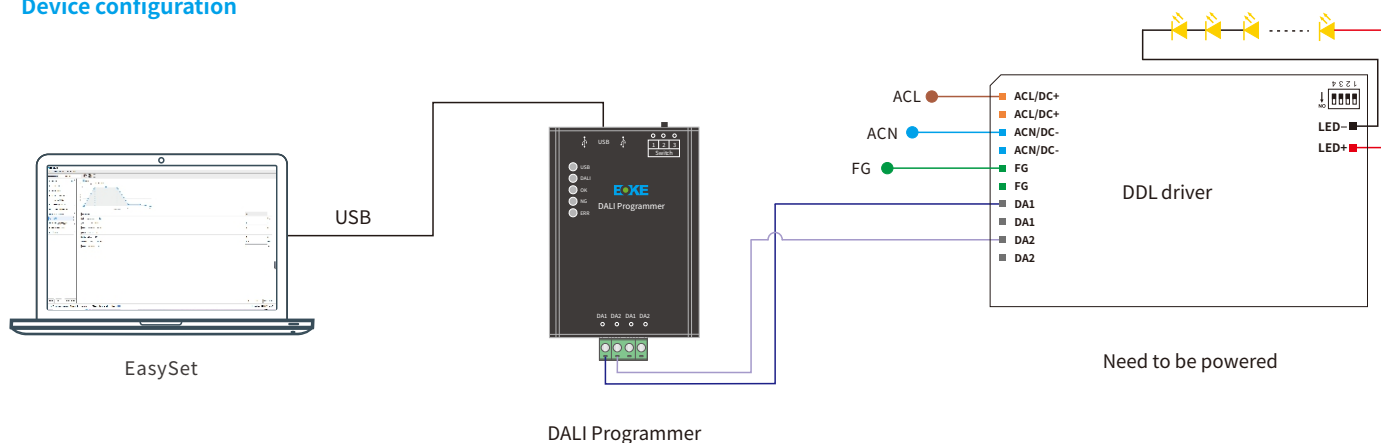 Device configuration
EasySet
USB
USB
1 2 3
Switch
USB
DALI
OK
NG
ERR
EOKE
DALI Programmer
DA1 DA2 DA1 DA2
DALI Programmer
ACL
ACN
FG
ACL/DC+
ACL/DC+
ACN/DC-
ACN/DC-
FG
FG
DA1
DA1
DA2
DA2
DDL driver
1 2 3 4
ON
LED−
LED+
Need to be powered